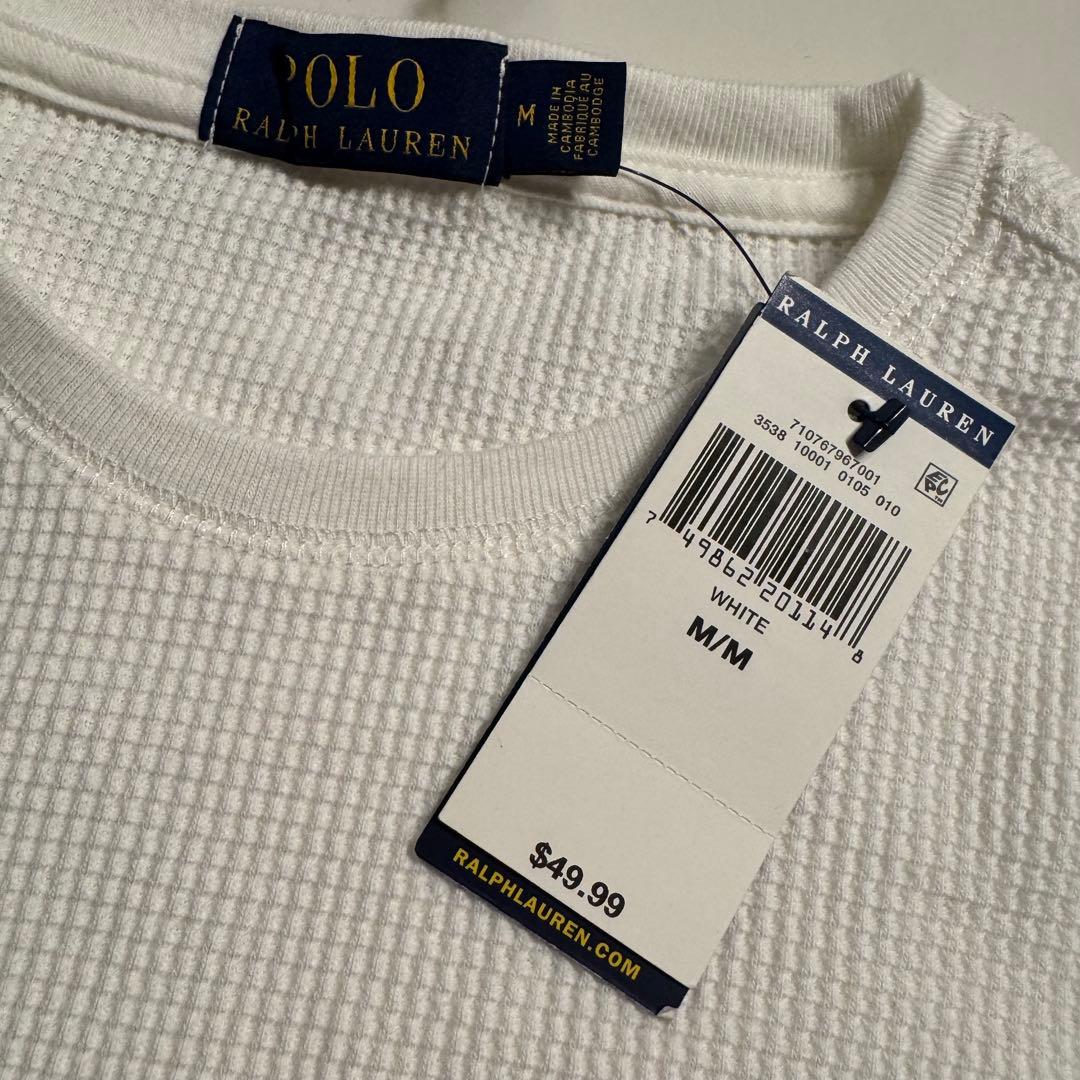 POLO
RALPH LAUREN
M
MADE IN
CAMBODIA
FABRIQUÉ AU
CAMBODGE
RALPH LAUREN
710767967001
3538 10001 0105 010
7 49862 20114 8
WHITE
M/M
$49.99
RALPHLAUREN.COM